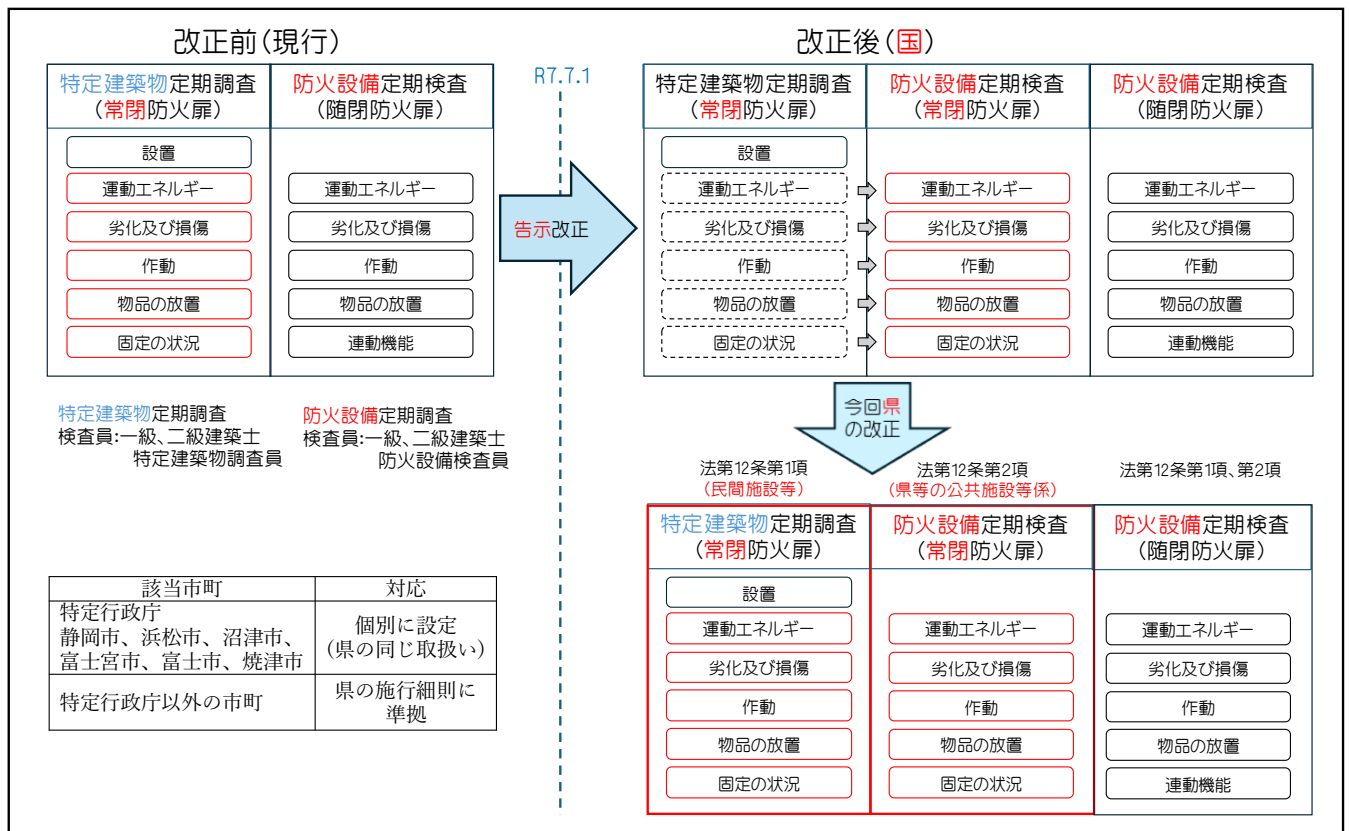 改正前(現行)
特定建築物定期調査
(常閉防火扉)
防火設備定期検査
(随閉防火扉)
設置
運動エネルギー
劣化及び損傷
作動
物品の放置
固定の状況
運動エネルギー
劣化及び損傷
作動
物品の放置
連動機能
特定建築物定期調査
検査員:一級、二級建築士
特定建築物調査員
防火設備定期調査
検査員:一級、二級建築士
防火設備検査員
R7.7.1
告示改正
改正後(国)
特定建築物定期調査
(常閉防火扉)
防火設備定期検査
(常閉防火扉)
防火設備定期検査
(随閉防火扉)
設置
運動エネルギー
劣化及び損傷
作動
物品の放置
固定の状況
運動エネルギー
劣化及び損傷
作動
物品の放置
固定の状況
運動エネルギー
劣化及び損傷
作動
物品の放置
連動機能
今回県
の改正
法第12条第1項
(民間施設等)
法第12条第2項
(県等の公共施設等係)
法第12条第1項、第2項
特定建築物定期調査
(常閉防火扉)
防火設備定期検査
(常閉防火扉)
防火設備定期検査
(随閉防火扉)
設置
運動エネルギー
劣化及び損傷
作動
物品の放置
固定の状況
運動エネルギー
劣化及び損傷
作動
物品の放置
固定の状況
運動エネルギー
劣化及び損傷
作動
物品の放置
連動機能
該当市町
対応
特定行政庁
静岡市、浜松市、沼津市、
富士宮市、富士市、焼津市
個別に設定
(県の同じ取扱い)
特定行政庁以外の市町
県の施行細則に
準拠